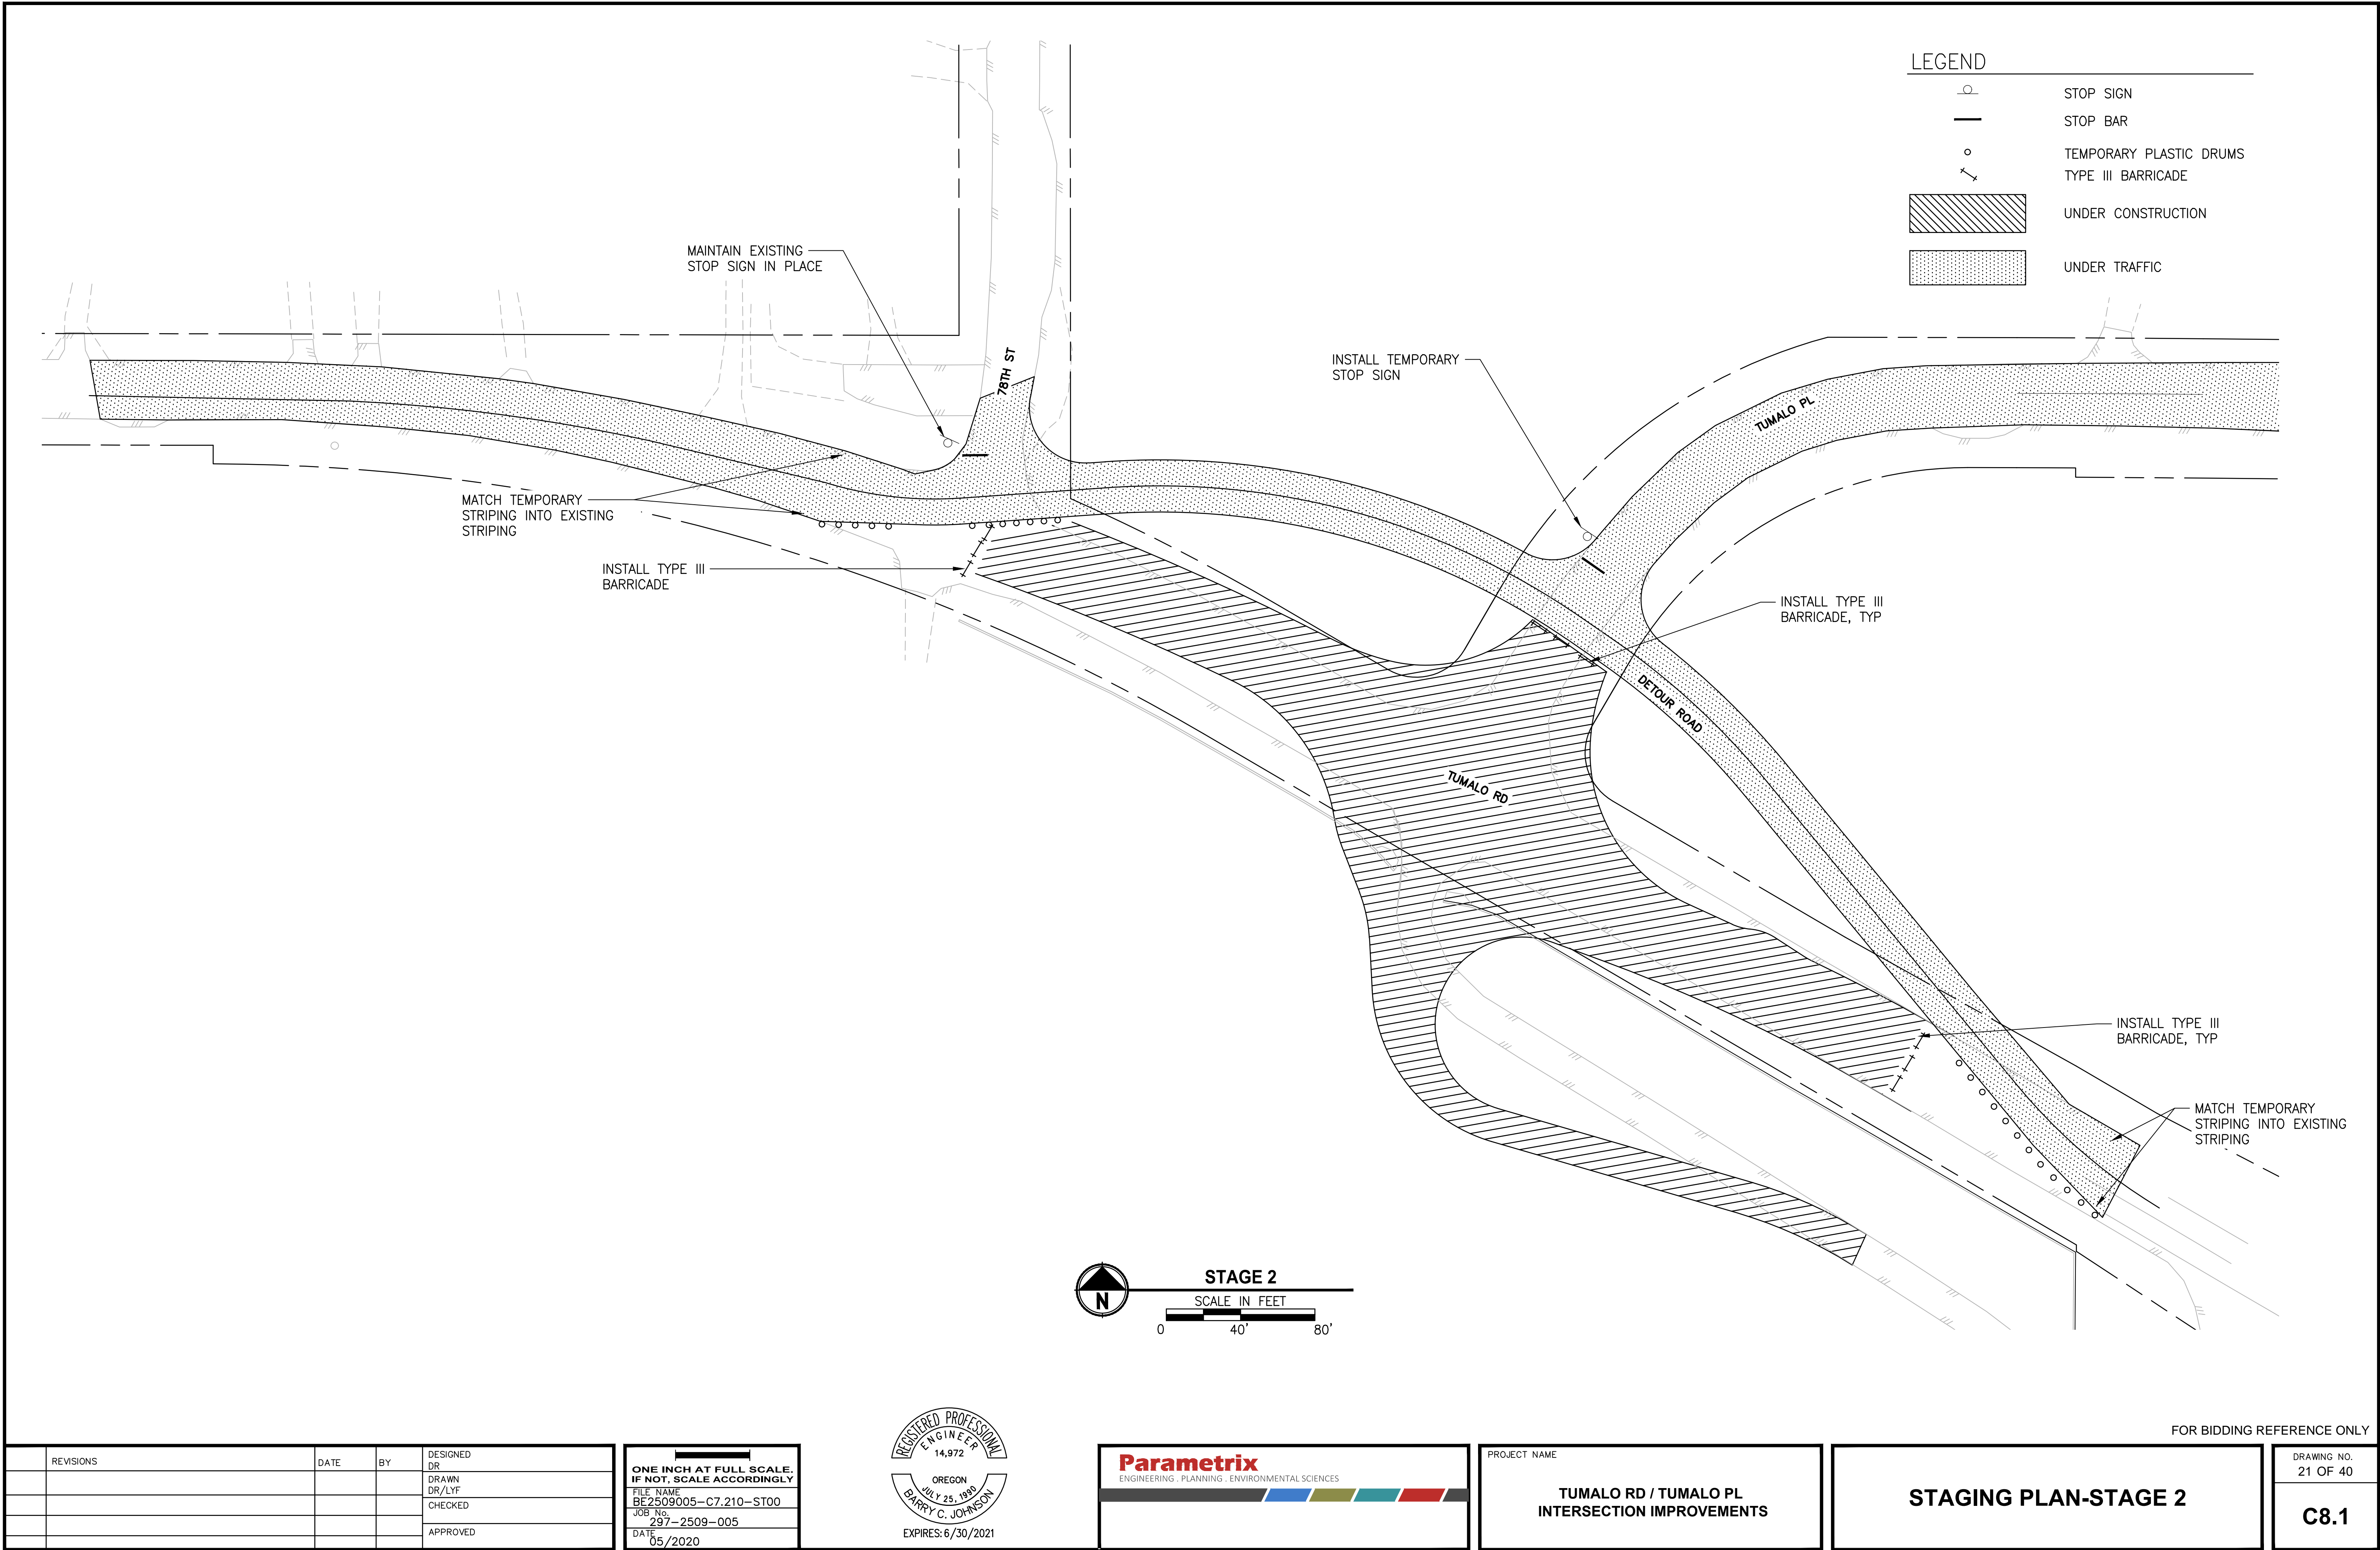 LEGEND
STOP SIGN
STOP BAR
TEMPORARY PLASTIC DRUMS
TYPE III BARRICADE
UNDER CONSTRUCTION
UNDER TRAFFIC
MAINTAIN EXISTING
STOP SIGN IN PLACE
78TH ST
INSTALL TEMPORARY
STOP SIGN
TUMALO PL
MATCH TEMPORARY
STRIPING INTO EXISTING
STRIPING
INSTALL TYPE III
BARRICADE
INSTALL TYPE III
BARRICADE, TYP
DETOUR ROAD
TUMALO RD
INSTALL TYPE III
BARRICADE, TYP
MATCH TEMPORARY
STRIPING INTO EXISTING
STRIPING
N
STAGE 2
SCALE IN FEET
0 40' 80'
FOR BIDDING REFERENCE ONLY
REVISIONS DATE BY
DESIGNED
DR
DRAWN
DR/LYF
CHECKED
APPROVED
ONE INCH AT FULL SCALE.
IF NOT, SCALE ACCORDINGLY
FILE NAME
BE2509005-C7.210-ST00
JOB No.
297-2509-005
DATE
05/2020
REGISTERED PROFESSIONAL
ENGINEER
14,972
OREGON
JULY 25, 1990
BARRY C. JOHNSON
EXPIRES: 6/30/2021
Parametrix
ENGINEERING . PLANNING . ENVIRONMENTAL SCIENCES
PROJECT NAME
TUMALO RD / TUMALO PL
INTERSECTION IMPROVEMENTS
STAGING PLAN-STAGE 2
DRAWING NO.
21 OF 40
C8.1